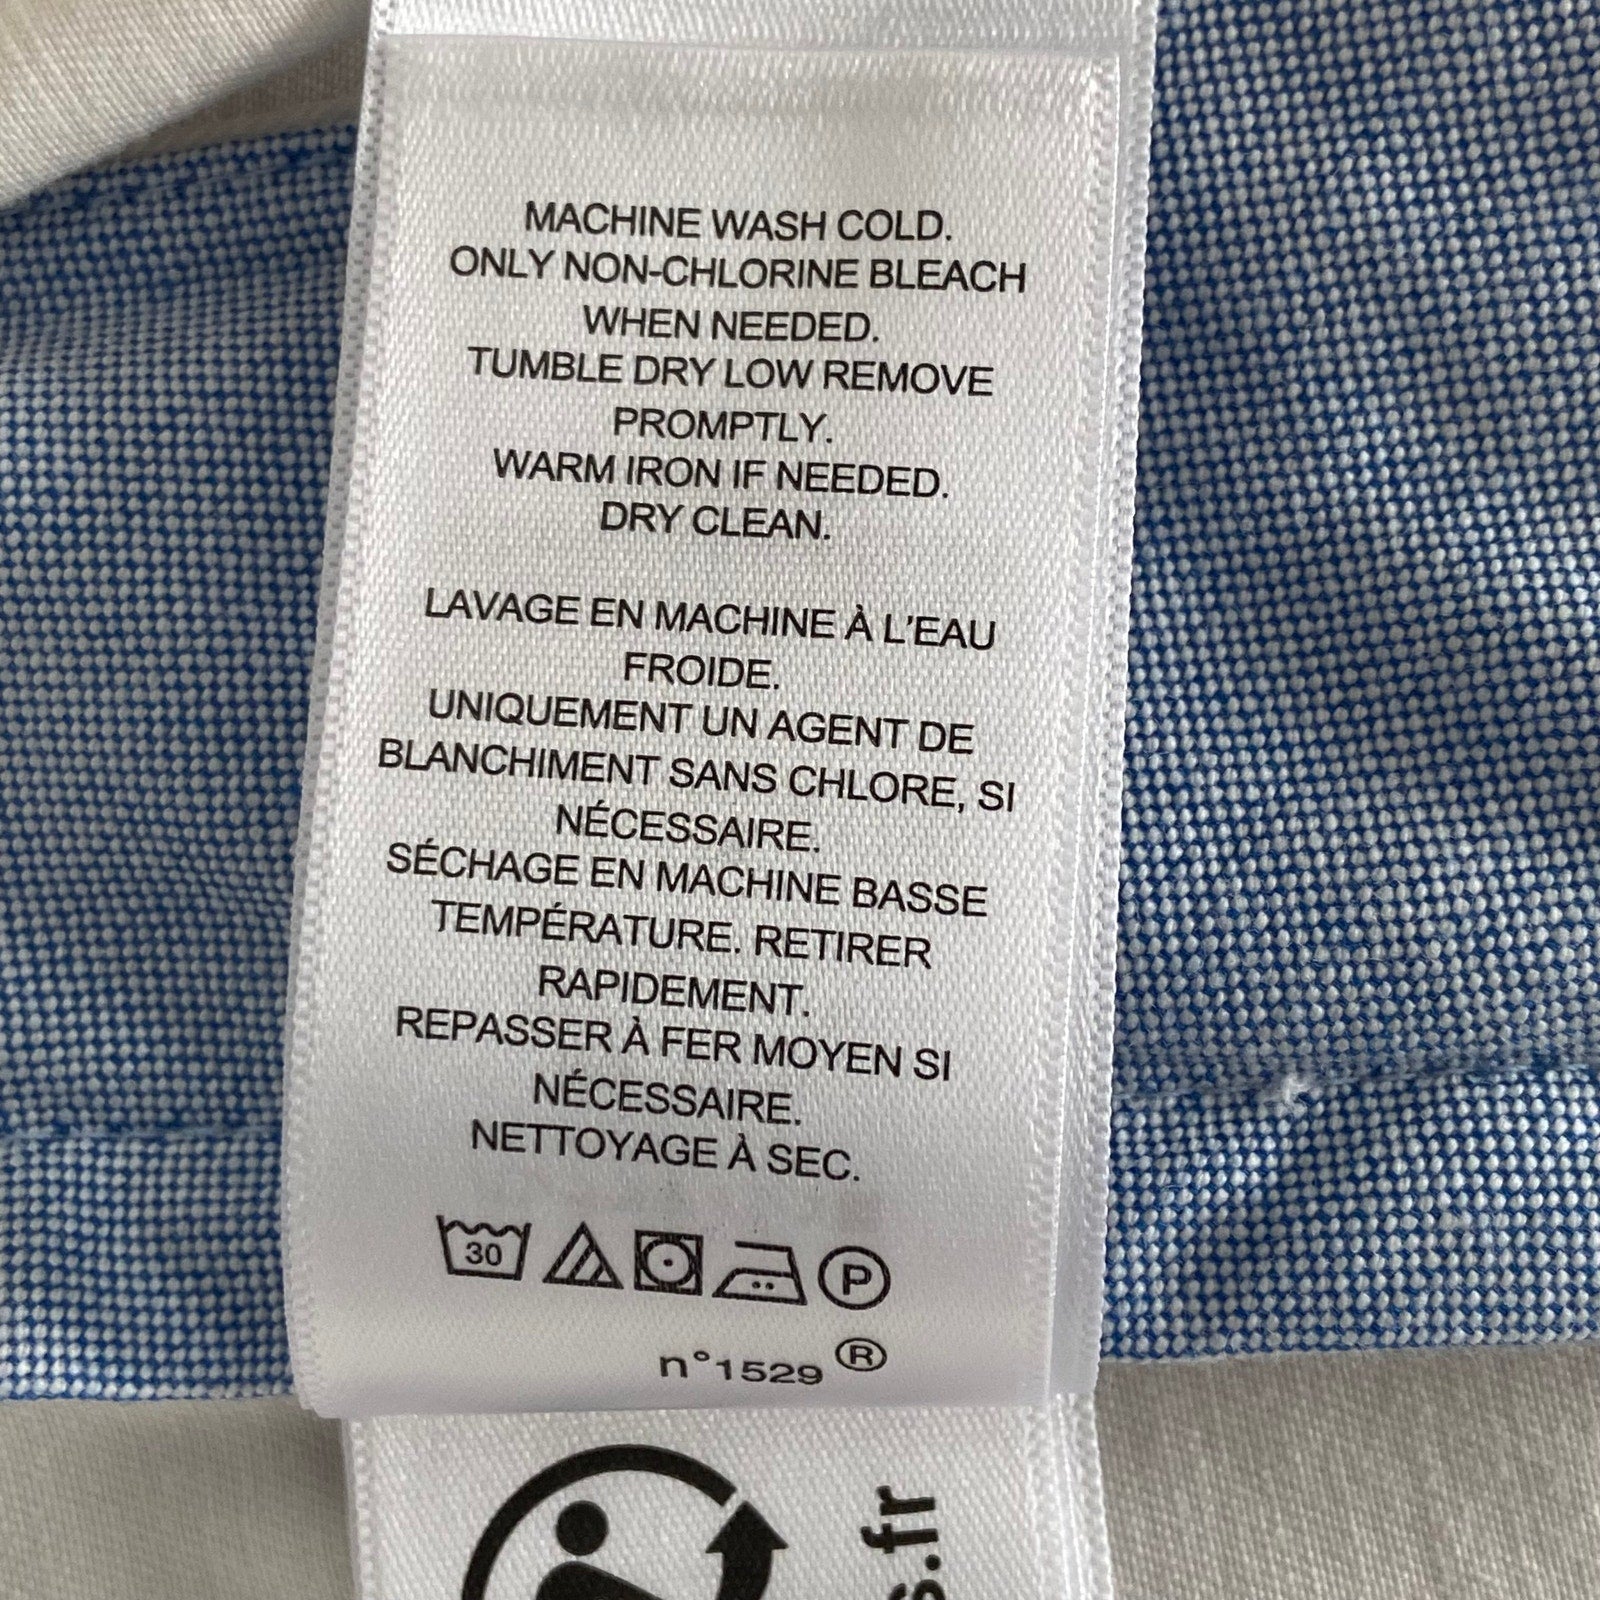 MACHINE WASH COLD.
ONLY NON-CHLORINE BLEACH
WHEN NEEDED.
TUMBLE DRY LOW REMOVE
PROMPTLY.
WARM IRON IF NEEDED.
DRY CLEAN.
LAVAGE EN MACHINE À L'EAU
FROIDE.
UNIQUEMENT UN AGENT DE
BLANCHIMENT SANS CHLORE, SI
NÉCESSAIRE.
SÉCHAGE EN MACHINE BASSE
TEMPÉRATURE. RETIRER
RAPIDEMENT.
REPASSER À FER MOYEN SI
NÉCESSAIRE.
NETTOYAGE À SEC.
30 P
n°1529 ®
s.fr